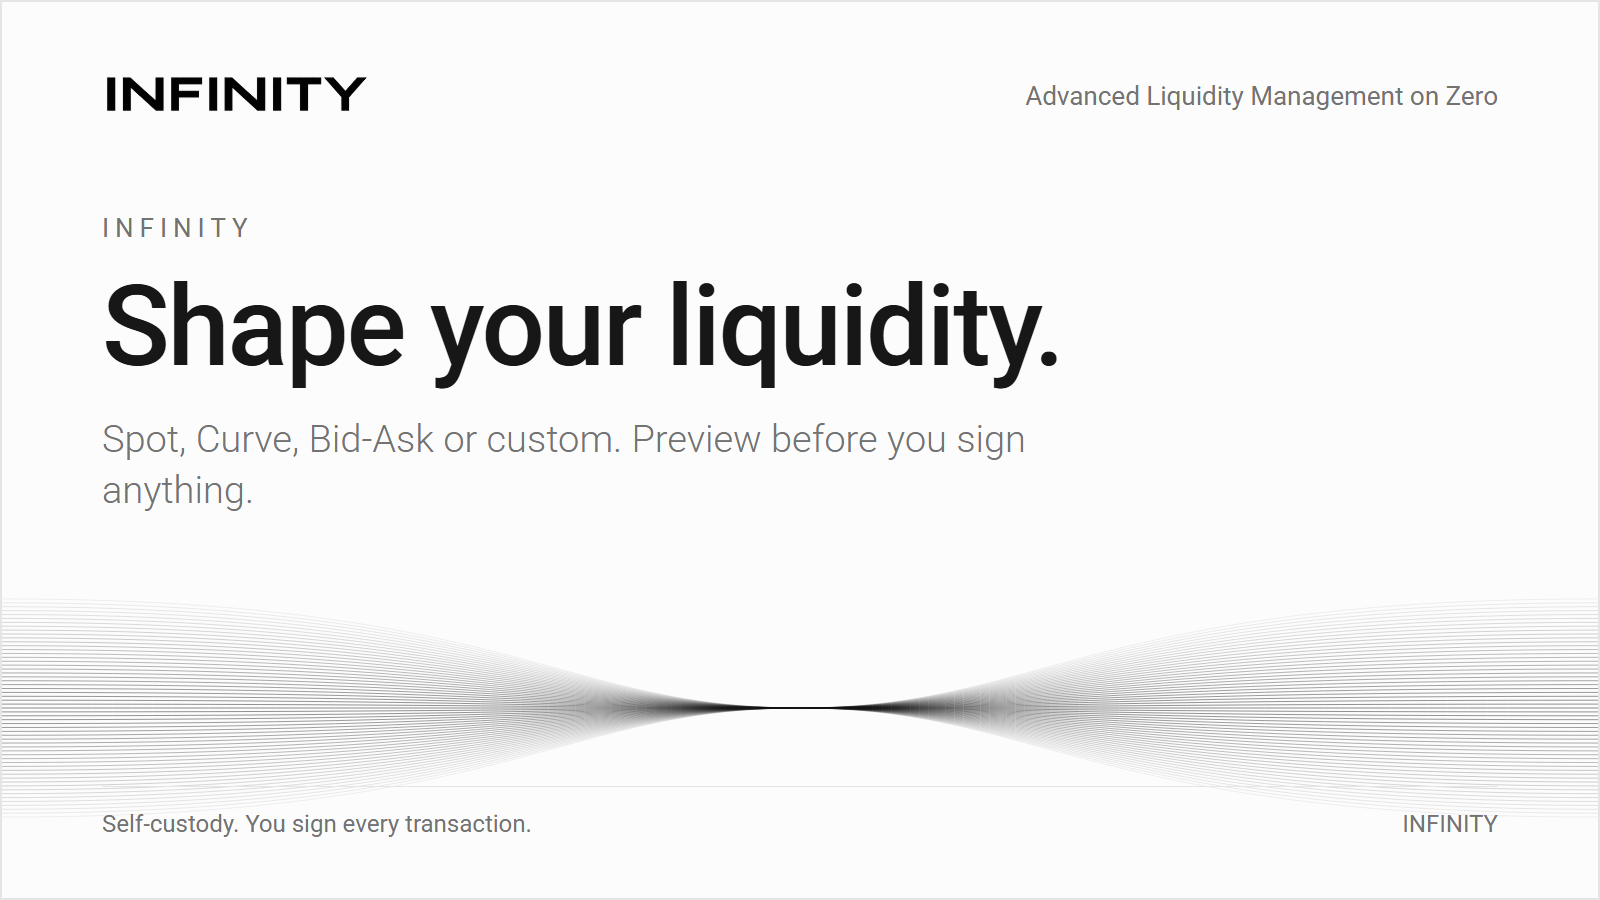 INFINITY
Advanced Liquidity Management on Zero
INFINITY
Shape your liquidity.
Spot, Curve, Bid-Ask or custom. Preview before you sign
anything.
Self-custody. You sign every transaction.
INFINITY